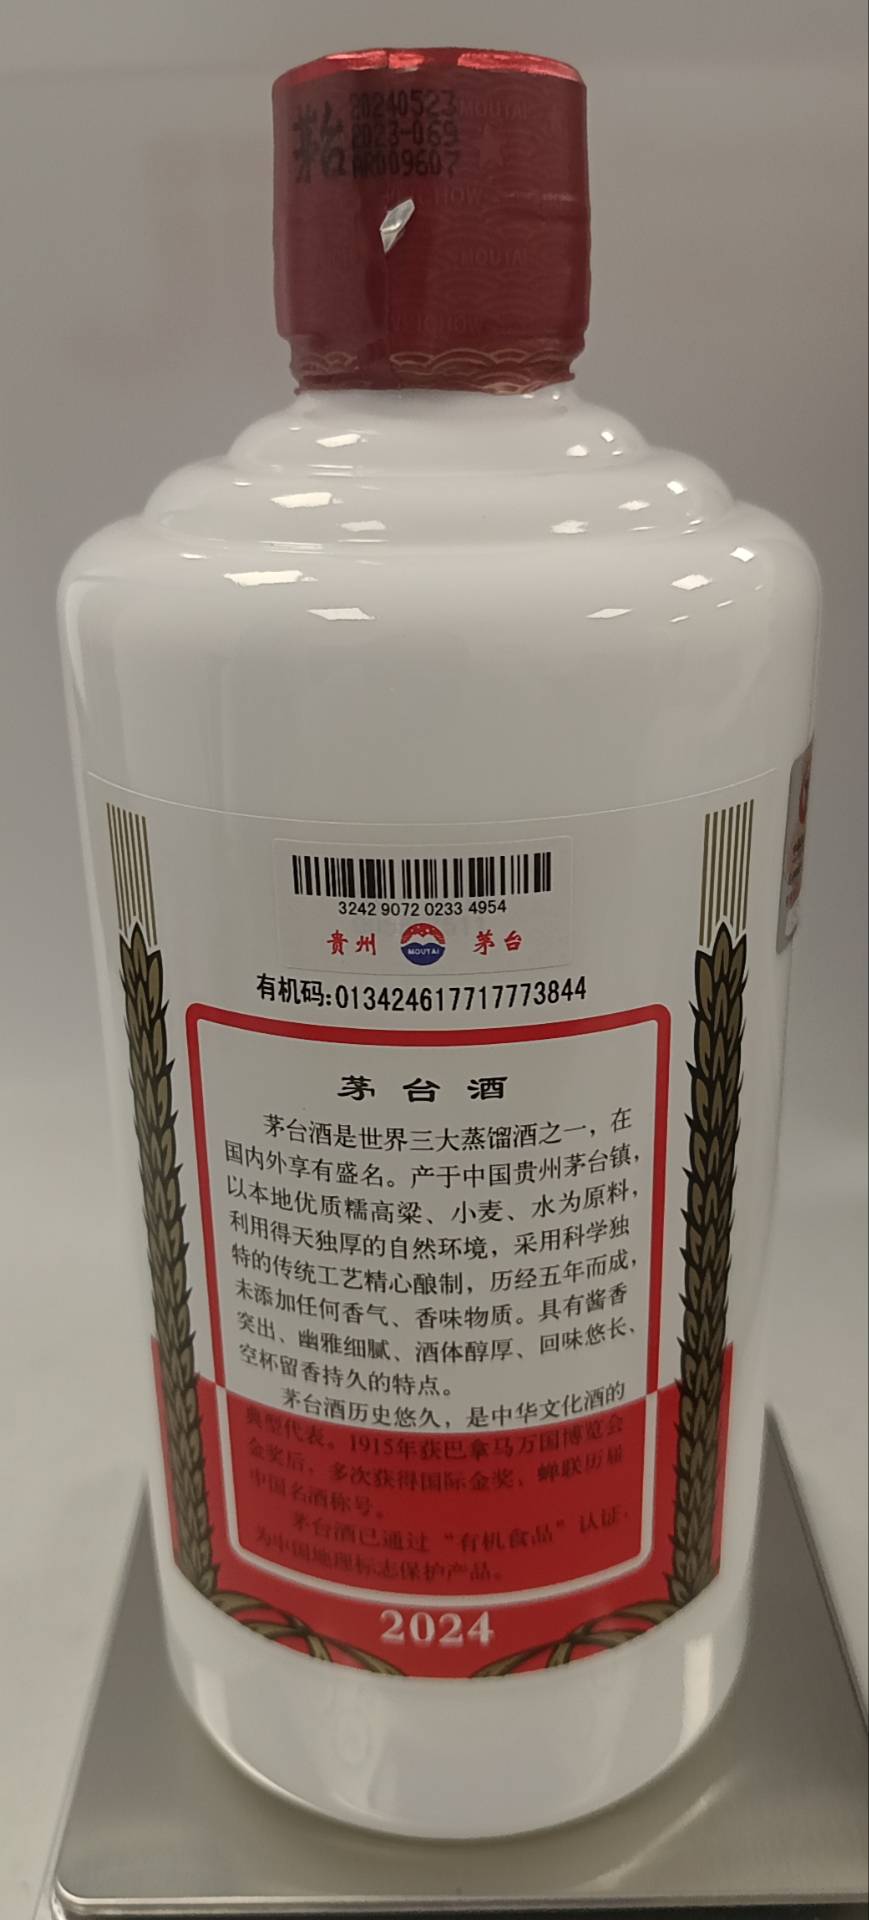 茅台
20240523
2023-069
AR009607
MOUTAI
MOUTAI
3242 9072 0233 4954
贵州 MOUTAI 茅台
有机码:013424617717773844
茅台酒
茅台酒是世界三大蒸馏酒之一，在
国内外享有盛名。产于中国贵州茅台镇，
以本地优质糯高粱、小麦、水为原料，
利用得天独厚的自然环境，采用科学独
特的传统工艺精心酿制，历经五年而成，
未添加任何香气、香味物质。具有酱香
突出、幽雅细腻、酒体醇厚、回味悠长、
空杯留香持久的特点。
茅台酒历史悠久，是中华文化酒的
典型代表。1915年获巴拿马万国博览会
金奖后，多次获得国际金奖、蝉联历届
中国名酒称号。
茅台酒已通过“有机食品”认证，
为中国地理标志保护产品。
2024